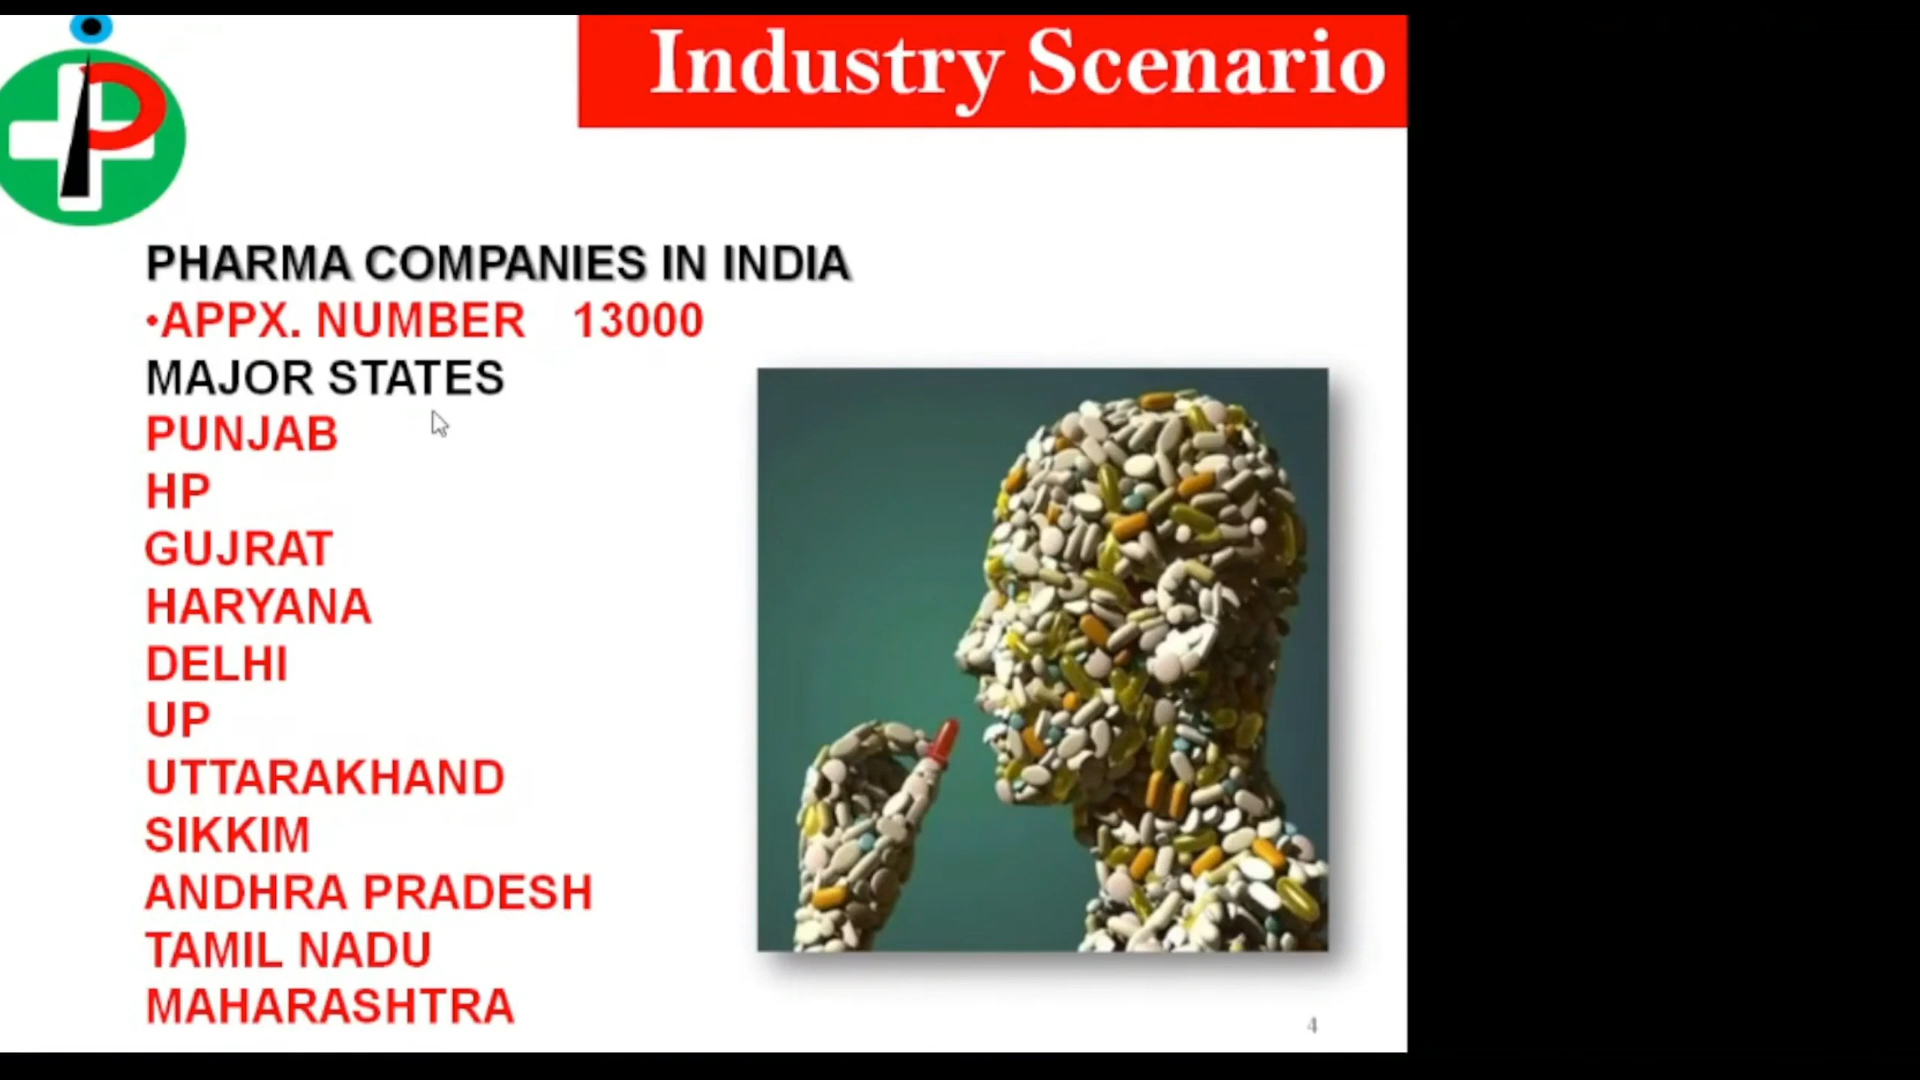 Industry Scenario
PHARMA COMPANIES IN INDIA
•APPX. NUMBER 13000
MAJOR STATES
PUNJAB
HP
GUJRAT
HARYANA
DELHI
UP
UTTARAKHAND
SIKKIM
ANDHRA PRADESH
TAMIL NADU
MAHARASHTRA
4